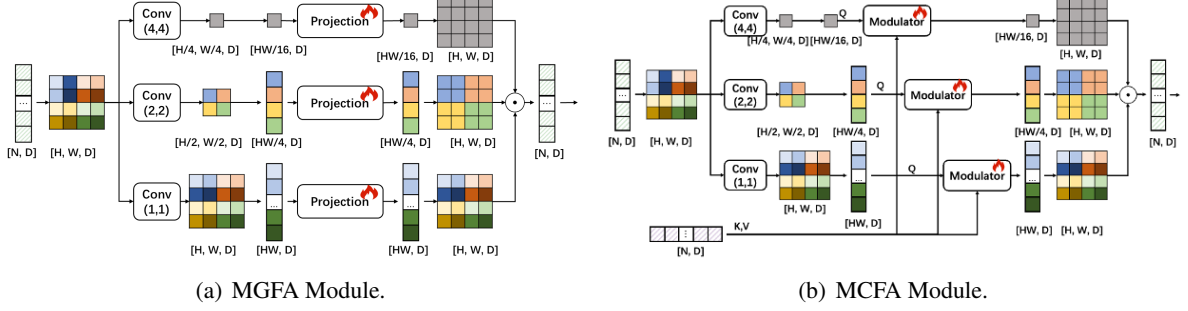 Conv
(4,4)
Projection
[H/4, W/4, D]
[HW/16, D]
[HW/16, D]
[H, W, D]
Conv
(2,2)
Projection
[H/2, W/2, D]
[HW/4, D]
[HW/4, D]
[H, W, D]
...
[N, D]
[H, W, D]
[N, D]
...
Conv
(1,1)
...
Projection
...
[H, W, D]
[HW, D]
[HW, D]
[H, W, D]
(a) MGFA Module.
Conv
(4,4)
Q
Modulator
[H/4, W/4, D]
[HW/16, D]
[HW/16, D]
[H, W, D]
Conv
(2,2)
Q
Modulator
[H/2, W/2, D]
[HW/4, D]
[HW/4, D]
[H, W, D]
...
[N, D]
[H, W, D]
[N, D]
...
Conv
(1,1)
...
Q
Modulator
...
[H, W, D]
[HW, D]
[HW, D]
[H, W, D]
...
K,V
[N, D]
(b) MCFA Module.